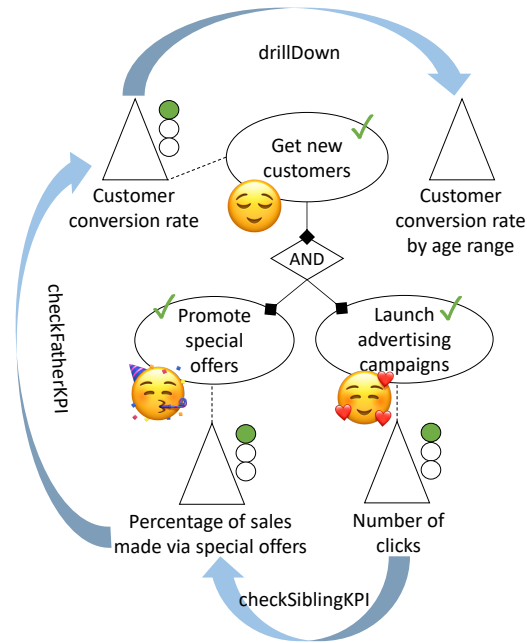 drillDown
Get new
customers
Customer
conversion rate
Customer
conversion rate
by age range
AND
checkFatherKPI
Promote
special
offers
Launch
advertising
campaigns
Percentage of sales
made via special offers
Number of
clicks
checkSiblingKPI